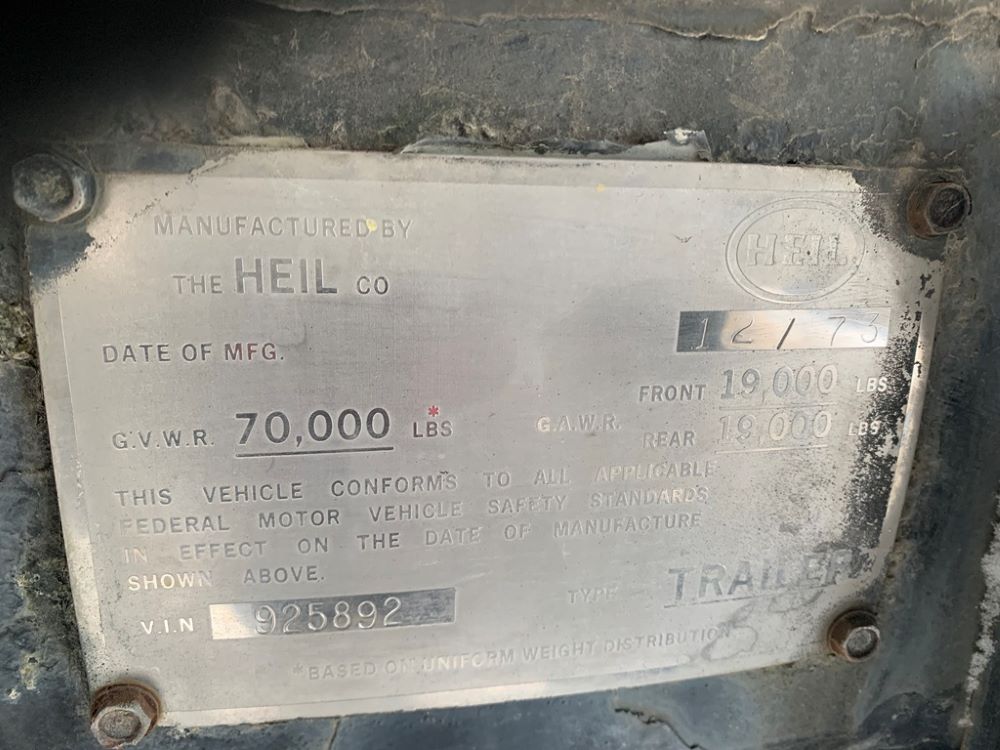 MANUFACTURED BY
HEIL
THE HEIL CO
DATE OF MFG. 12/73
FRONT 19,000 LBS
G.V.W.R. 70,000 * LBS G.A.W.R.
REAR 19,000 LBS
THIS VEHICLE CONFORMS TO ALL APPLICABLE
FEDERAL MOTOR VEHICLE SAFETY STANDARDS
IN EFFECT ON THE DATE OF MANUFACTURE
SHOWN ABOVE.
TYPE - TRAILER
V.I.N 925892
*BASED ON UNIFORM WEIGHT DISTRIBUTION